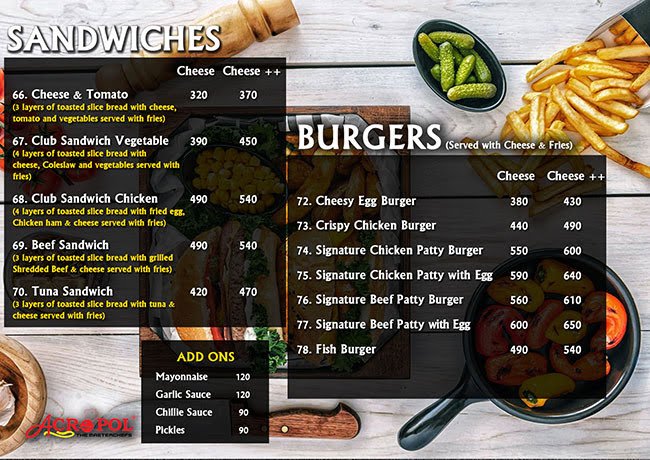 SANDWICHES
Cheese Cheese ++
66. Cheese & Tomato 320 370
(3 layers of toasted slice bread with cheese,
tomato and vegetables served with fries)
67. Club Sandwich Vegetable 390 450
(4 layers of toasted slice bread with
cheese, Coleslaw and vegetables served with
fries)
68. Club Sandwich Chicken 490 540
(4 layers of toasted slice bread with fried egg,
Chicken ham & cheese served with fries)
69. Beef Sandwich 490 540
(3 layers of toasted slice bread with grilled
Shredded Beef & cheese served with fries)
70. Tuna Sandwich 420 470
(3 layers of toasted slice bread with tuna &
cheese served with fries)
BURGERS (Served with Cheese & Fries)
Cheese Cheese ++
72. Cheesy Egg Burger 380 430
73. Crispy Chicken Burger 440 490
74. Signature Chicken Patty Burger 550 600
75. Signature Chicken Patty with Egg 590 640
76. Signature Beef Patty Burger 560 610
77. Signature Beef Patty with Egg 600 650
78. Fish Burger 490 540
ADD ONS
Mayonnaise 120
Garlic Sauce 120
Chillie Sauce 90
Pickles 90
ACROPOL
THE MASTERCHEFS